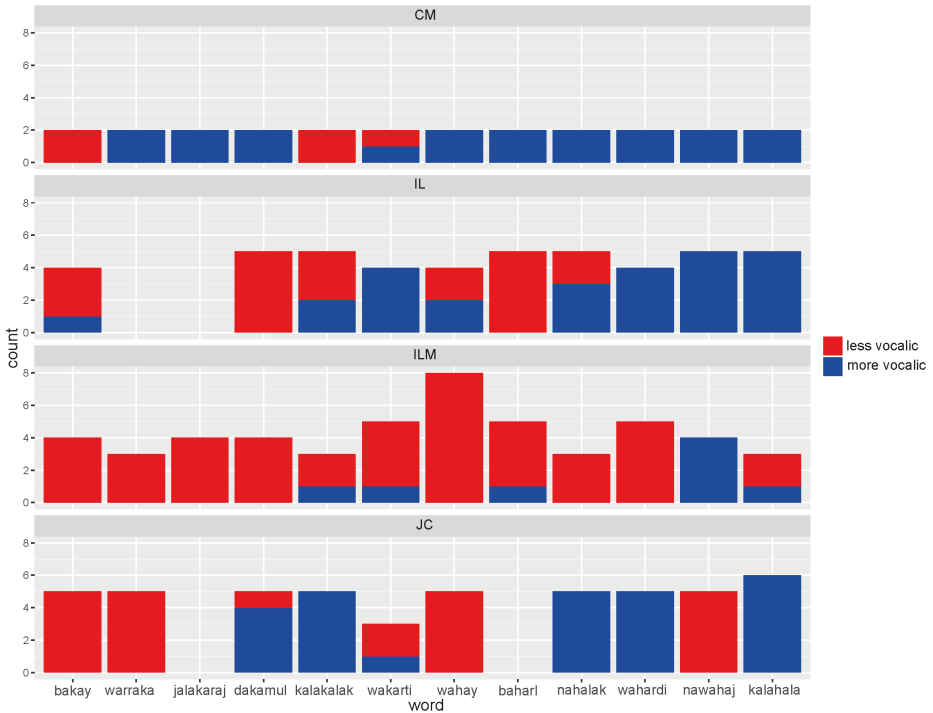 CM
8
6
4
2
0
IL
8
6
4
2
0
ILM
8
6
4
2
0
JC
8
6
4
2
0
count
bakay warraka jalakaraj dakamul kalakalak wakarti wahay baharl nahalak wahardi nawahaj kalahala
word
less vocalic
more vocalic